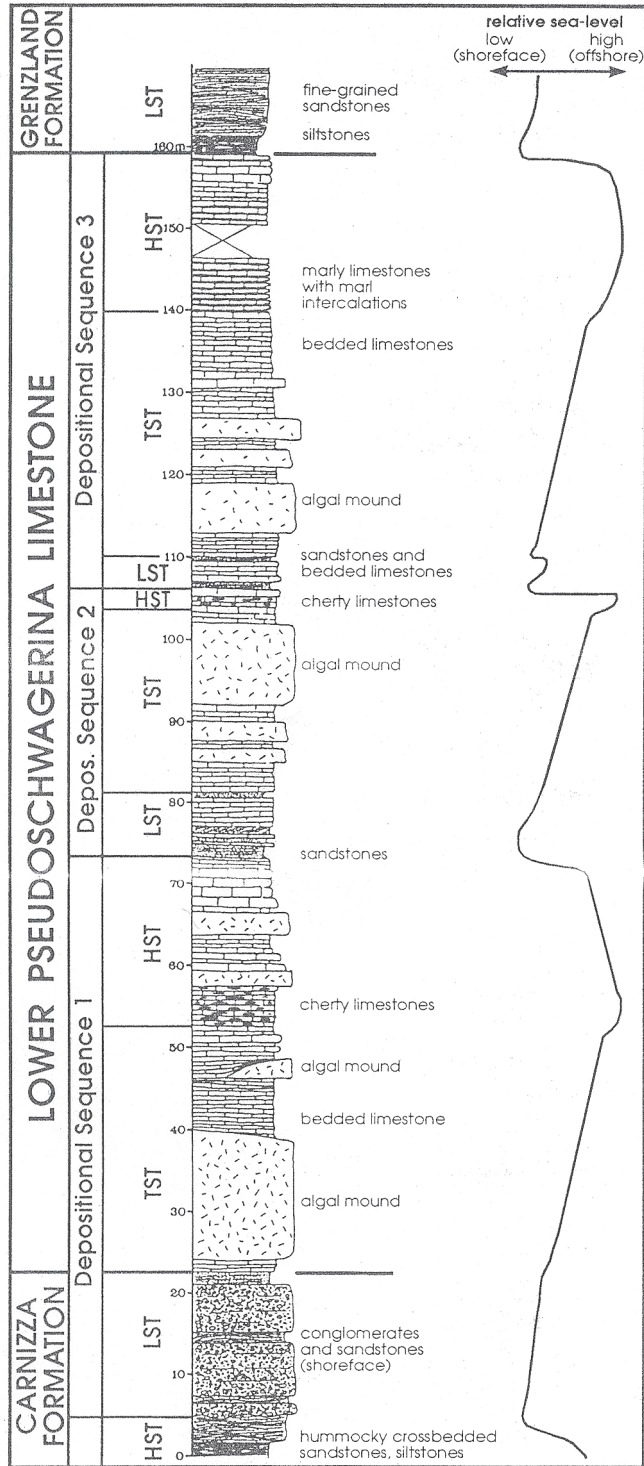 relative sea-level
low
high
(shoreface)
(offshore)
GRENZLAND
FORMATION
LOWER PSEUDOSCHWAGERINA LIMESTONE
CARNIZZA
FORMATION
Depositional Sequence 3
Depos. Sequence 2
Depositional Sequence 1
LST
HST
TST
LST
HST
TST
LST
HST
TST
LST
HST
160m
150
140
130
120
110
100
90
80
70
60
50
40
30
20
10
0
fine-grained
sandstones
siltstones
marly limestones
with marl
intercalations
bedded limestones
algal mound
sandstones and
bedded limestones
cherty limestones
algal mound
sandstones
cherty limestones
algal mound
bedded limestone
algal mound
conglomerates
and sandstones
(shoreface)
hummocky crossbedded
sandstones, siltstones